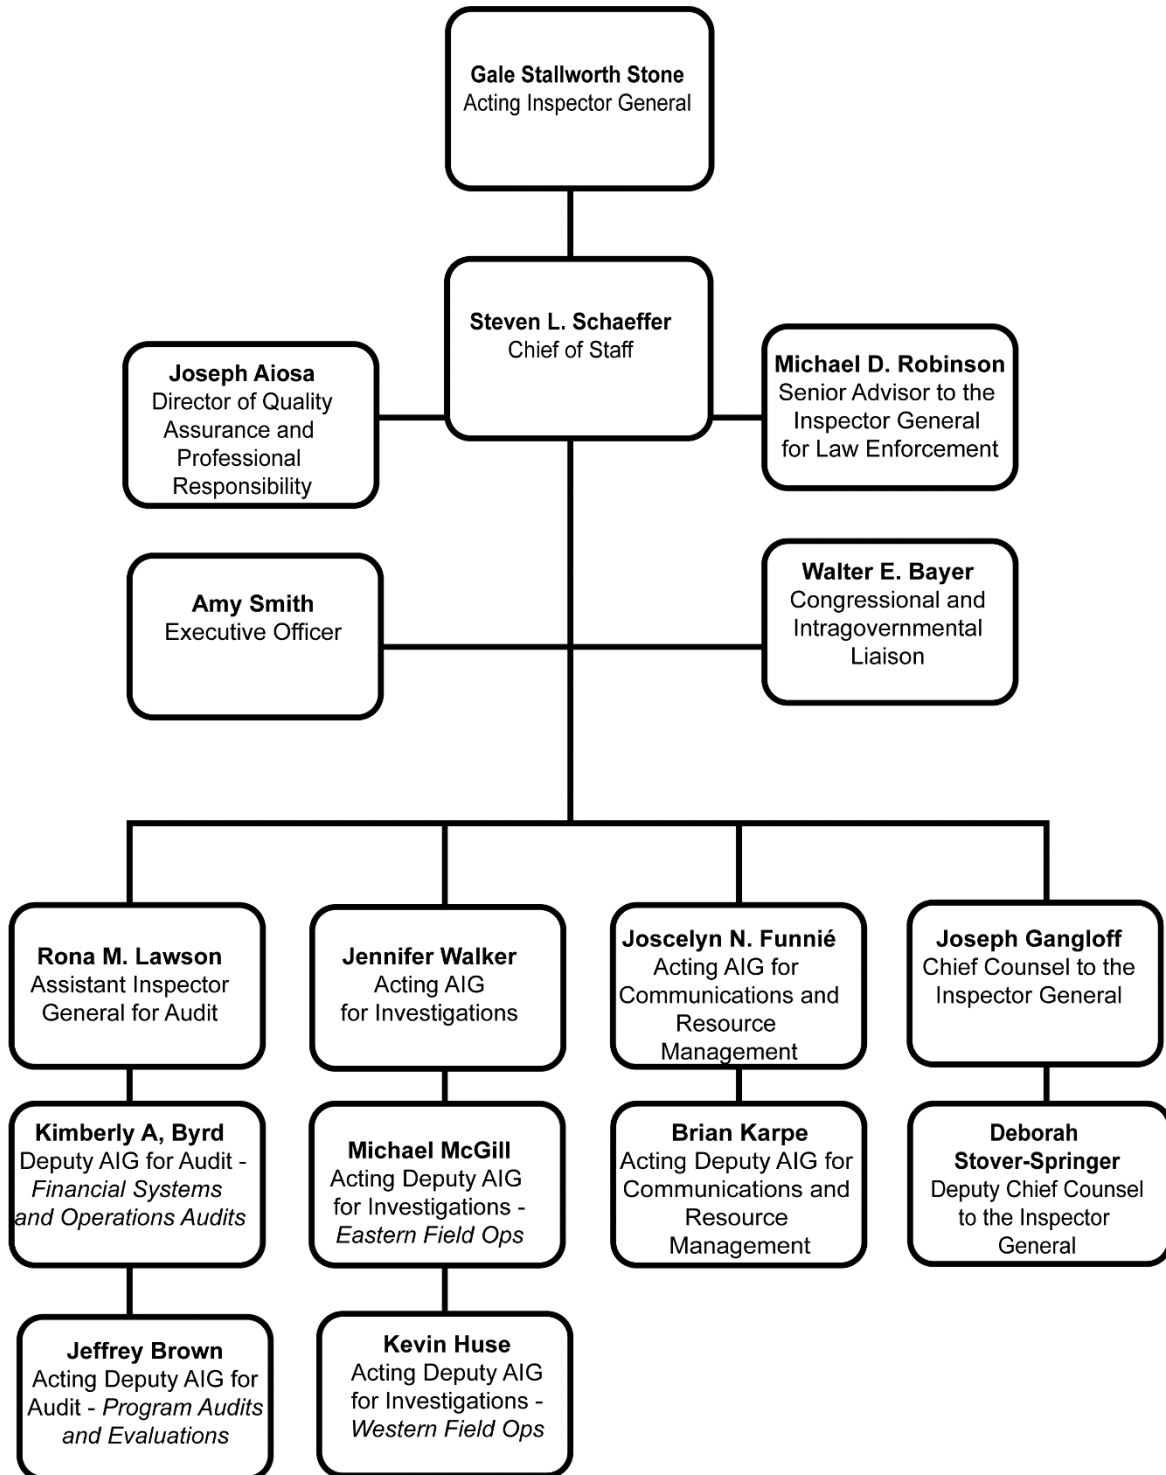 Gale Stallworth Stone
Acting Inspector General
Steven L. Schaeffer
Chief of Staff
Joseph Aiosa
Director of Quality
Assurance and
Professional
Responsibility
Michael D. Robinson
Senior Advisor to the
Inspector General
for Law Enforcement
Amy Smith
Executive Officer
Walter E. Bayer
Congressional and
Intragovernmental
Liaison
Rona M. Lawson
Assistant Inspector
General for Audit
Jennifer Walker
Acting AIG
for Investigations
Joscelyn N. Funnié
Acting AIG for
Communications and
Resource
Management
Joseph Gangloff
Chief Counsel to the
Inspector General
Kimberly A, Byrd
Deputy AIG for Audit -
Financial Systems
and Operations Audits
Michael McGill
Acting Deputy AIG
for Investigations -
Eastern Field Ops
Brian Karpe
Acting Deputy AIG for
Communications and
Resource
Management
Deborah
Stover-Springer
Deputy Chief Counsel
to the Inspector
General
Jeffrey Brown
Acting Deputy AIG for
Audit - Program Audits
and Evaluations
Kevin Huse
Acting Deputy AIG
for Investigations -
Western Field Ops